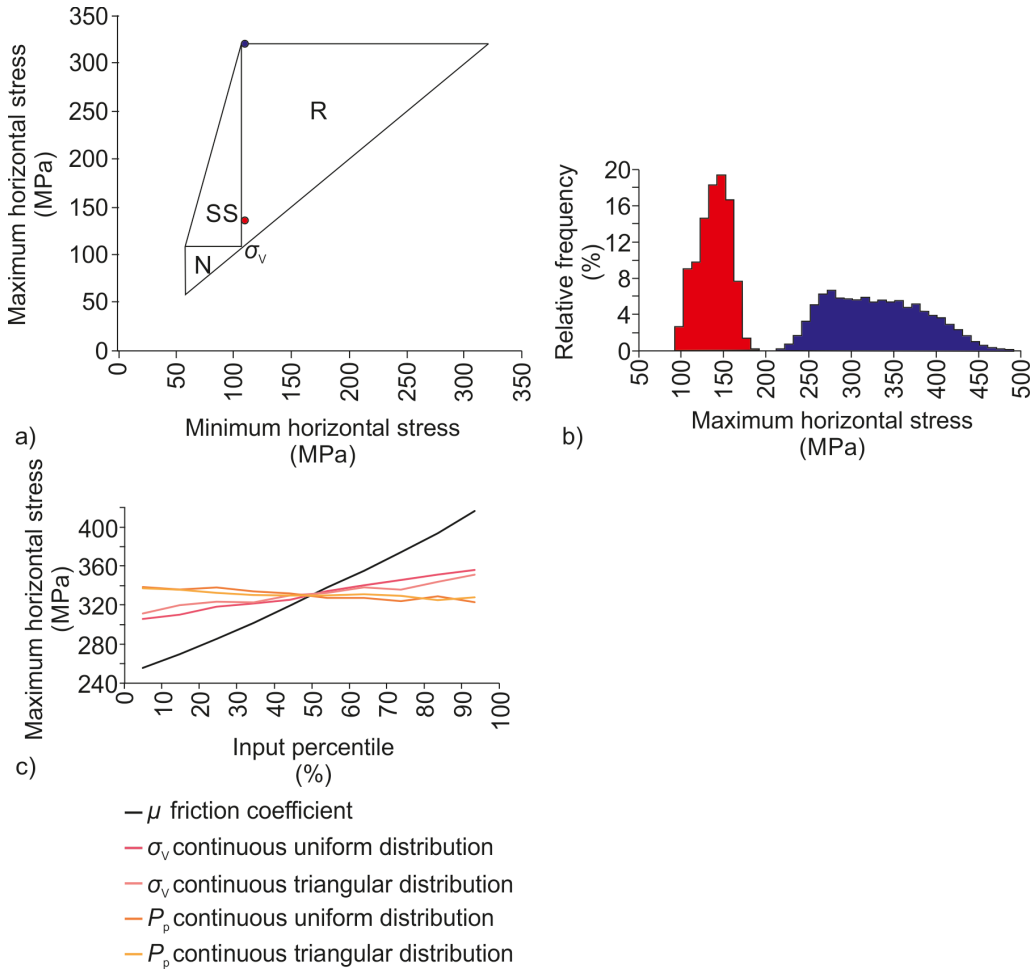 350
300
250
200
150
100
50
0
Maximum horizontal stress
(MPa)
R
SS
N
σV
0
50
100
150
200
250
300
350
Minimum horizontal stress
(MPa)
a)
20
16
12
8
4
0
Relative frequency
(%)
50
100
150
200
250
300
350
400
450
500
Maximum horizontal stress
(MPa)
b)
400
360
320
280
240
Maximum horizontal stress
(MPa)
0
10
20
30
40
50
60
70
80
90
100
Input percentile
(%)
c)
μ friction coefficient
σV continuous uniform distribution
σV continuous triangular distribution
Pp continuous uniform distribution
Pp continuous triangular distribution